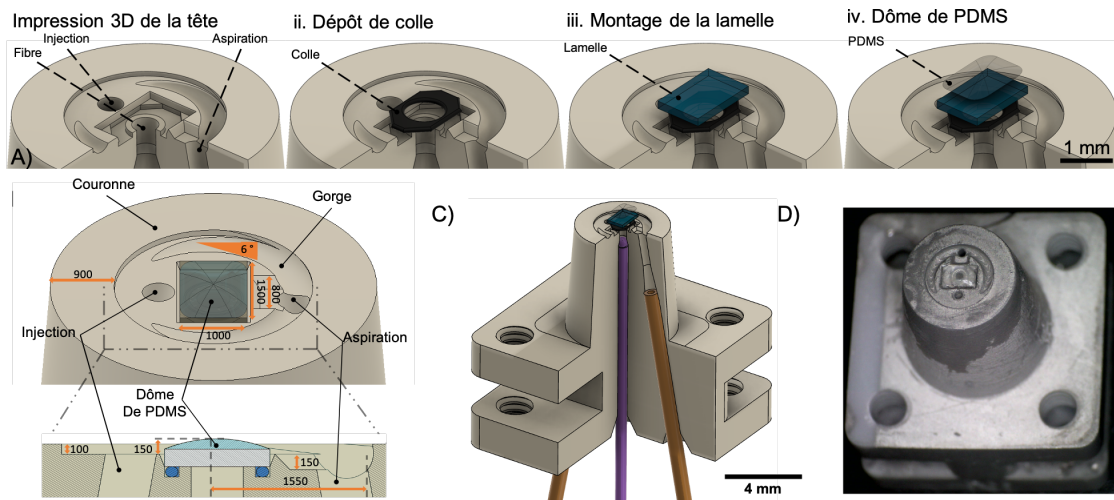 Impression 3D de la tête
ii. Dépôt de colle
iii. Montage de la lamelle
iv. Dôme de PDMS
Injection
Aspiration
Fibre
Colle
Lamelle
PDMS
A)
1 mm
Couronne
Gorge
6°
900
1500
800
1000
Injection
Aspiration
Dôme
De PDMS
100
150
150
1550
C)
4 mm
D)